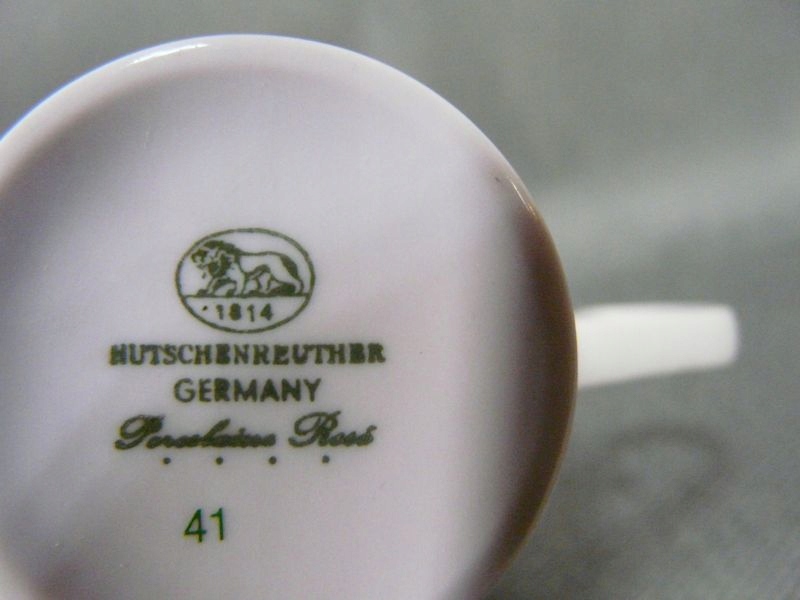 1814
HUTSCHENREUTHER
GERMANY
Porcelaine Rosé
41